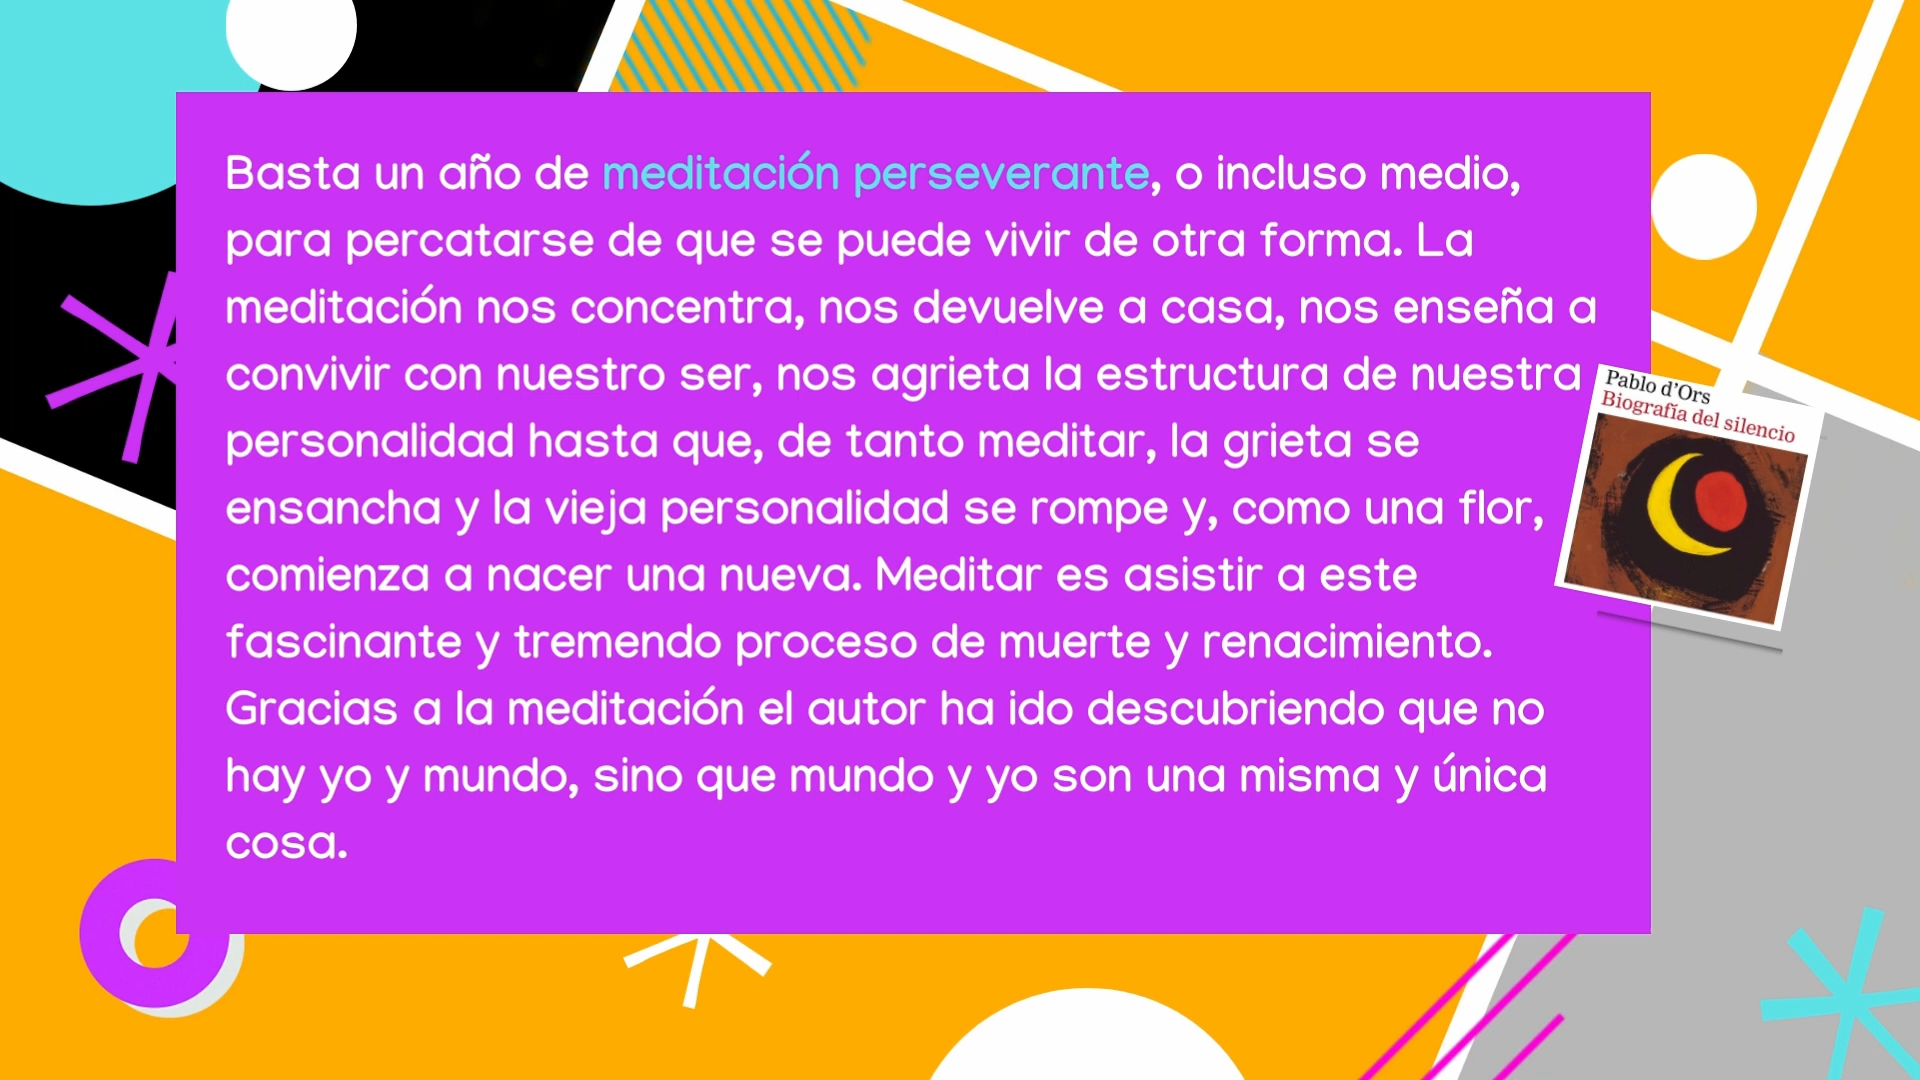 Basta un año de meditación perseverante, o incluso medio,
para percatarse de que se puede vivir de otra forma. La
meditación nos concentra, nos devuelve a casa, nos enseña a
convivir con nuestro ser, nos agrieta la estructura de nuestra
personalidad hasta que, de tanto meditar, la grieta se
ensancha y la vieja personalidad se rompe y, como una flor,
comienza a nacer una nueva. Meditar es asistir a este
fascinante y tremendo proceso de muerte y renacimiento.
Gracias a la meditación el autor ha ido descubriendo que no
hay yo y mundo, sino que mundo y yo son una misma y única
cosa.
Pablo d’Ors
Biografía del silencio